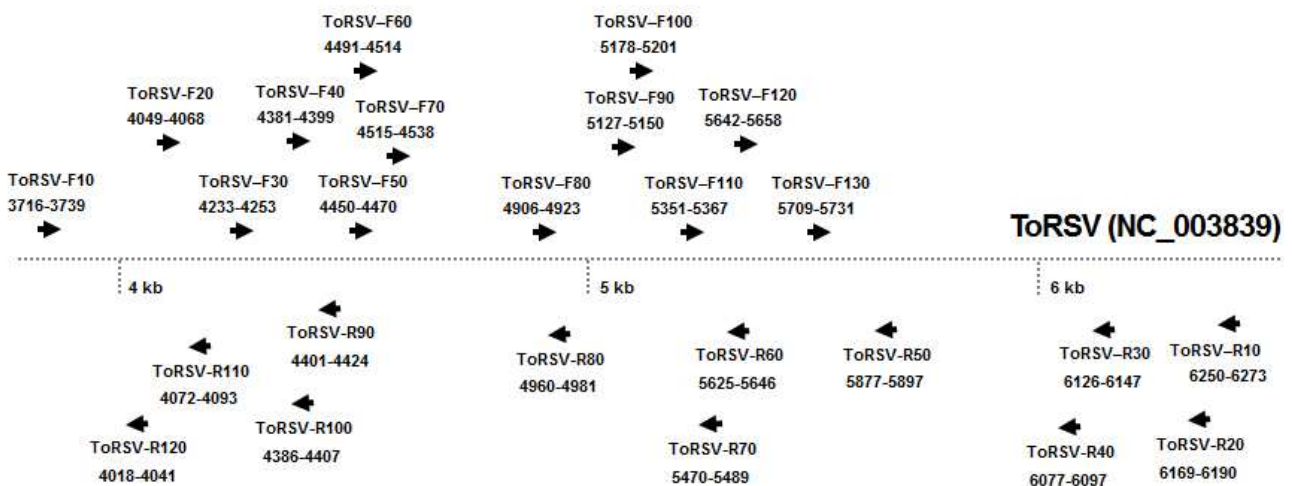 ToRSV–F60
4491-4514
ToRSV–F100
5178-5201
ToRSV-F20
4049-4068
ToRSV–F40
4381-4399
ToRSV–F70
4515-4538
ToRSV–F90
5127-5150
ToRSV–F120
5642-5658
ToRSV-F10
3716-3739
ToRSV–F30
4233-4253
ToRSV–F50
4450-4470
ToRSV–F80
4906-4923
ToRSV–F110
5351-5367
ToRSV–F130
5709-5731
ToRSV (NC_003839)
4 kb
5 kb
6 kb
ToRSV-R90
4401-4424
ToRSV-R110
4072-4093
ToRSV-R80
4960-4981
ToRSV-R60
5625-5646
ToRSV-R50
5877-5897
ToRSV–R30
6126-6147
ToRSV–R10
6250-6273
ToRSV-R120
4018-4041
ToRSV-R100
4386-4407
ToRSV-R70
5470-5489
ToRSV-R40
6077-6097
ToRSV-R20
6169-6190